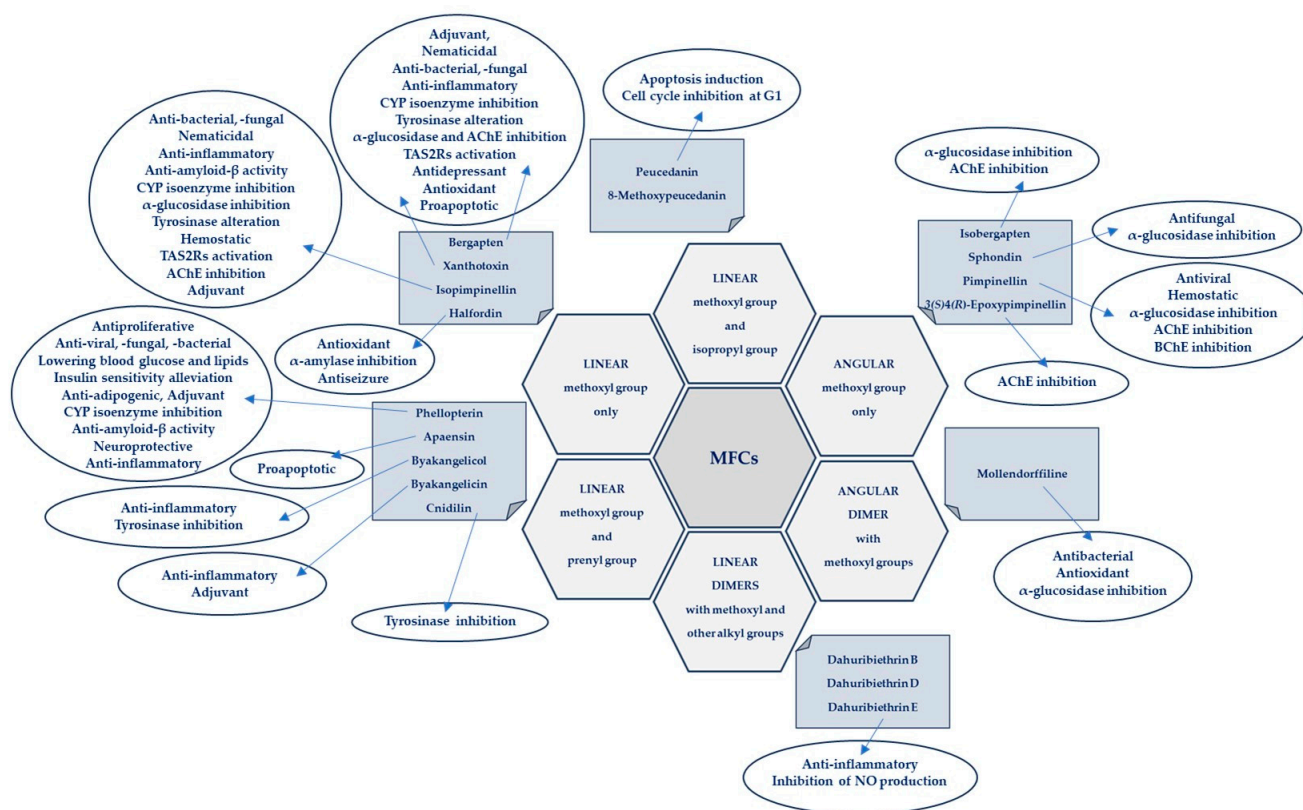 Adjuvant,
Nematicidal
Anti-bacterial, -fungal
Anti-inflammatory
CYP isoenzyme inhibition
Tyrosinase alteration
α-glucosidase and AChE inhibition
TAS2Rs activation
Antidepressant
Antioxidant
Proapoptotic
Apoptosis induction
Cell cycle inhibition at G1
Anti-bacterial, -fungal
Nematicidal
Anti-inflammatory
Anti-amyloid-β activity
CYP isoenzyme inhibition
α-glucosidase inhibition
Tyrosinase alteration
Hemostatic
TAS2Rs activation
AChE inhibition
Adjuvant
Peucedanin
8-Methoxypeucedanin
α-glucosidase inhibition
AChE inhibition
Bergapten
Xanthotoxin
Isopimpinellin
Halfordin
Isobergapten
Sphondin
Pimpinellin
3(S)4(R)-Epoxypimpinellin
Antifungal
α-glucosidase inhibition
Antiviral
Hemostatic
α-glucosidase inhibition
AChE inhibition
BChE inhibition
AChE inhibition
Antioxidant
α-amylase inhibition
Antiseizure
LINEAR
methoxyl group
and
isopropyl group
LINEAR
methoxyl group
only
ANGULAR
methoxyl group
only
MFCs
Antiproliferative
Anti-viral, -fungal, -bacterial
Lowering blood glucose and lipids
Insulin sensitivity alleviation
Anti-adipogenic, Adjuvant
CYP isoenzyme inhibition
Anti-amyloid-β activity
Neuroprotective
Anti-inflammatory
Phellopterin
Apaensin
Byakangelicol
Byakangelicin
Cnidilin
Proapoptotic
Anti-inflammatory
Tyrosinase inhibition
Anti-inflammatory
Adjuvant
Tyrosinase inhibition
LINEAR
methoxyl group
and
prenyl group
ANGULAR
DIMER
with
methoxyl groups
LINEAR
DIMERS
with methoxyl and
other alkyl groups
Mollendorffiline
Antibacterial
Antioxidant
α-glucosidase inhibition
Dahuribiethrin B
Dahuribiethrin D
Dahuribiethrin E
Anti-inflammatory
Inhibition of NO production